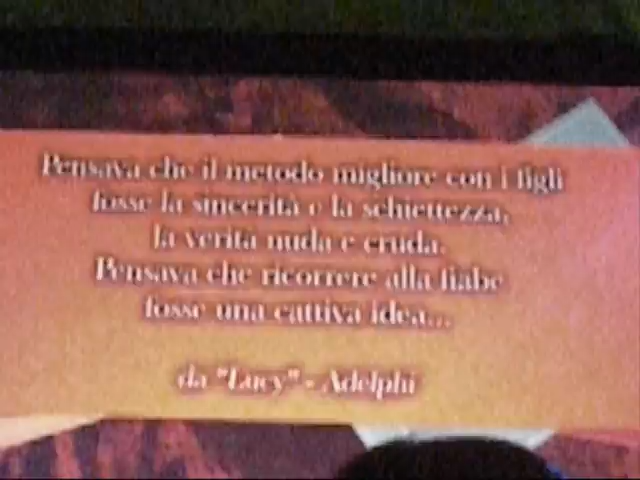 Pensava che il metodo migliore con i figli
fosse la sincerità e la schiettezza,
la verità nuda e cruda.
Pensava che ricorrere alla fiabe
fosse una cattiva idea...
da "Lucy" - Adelphi